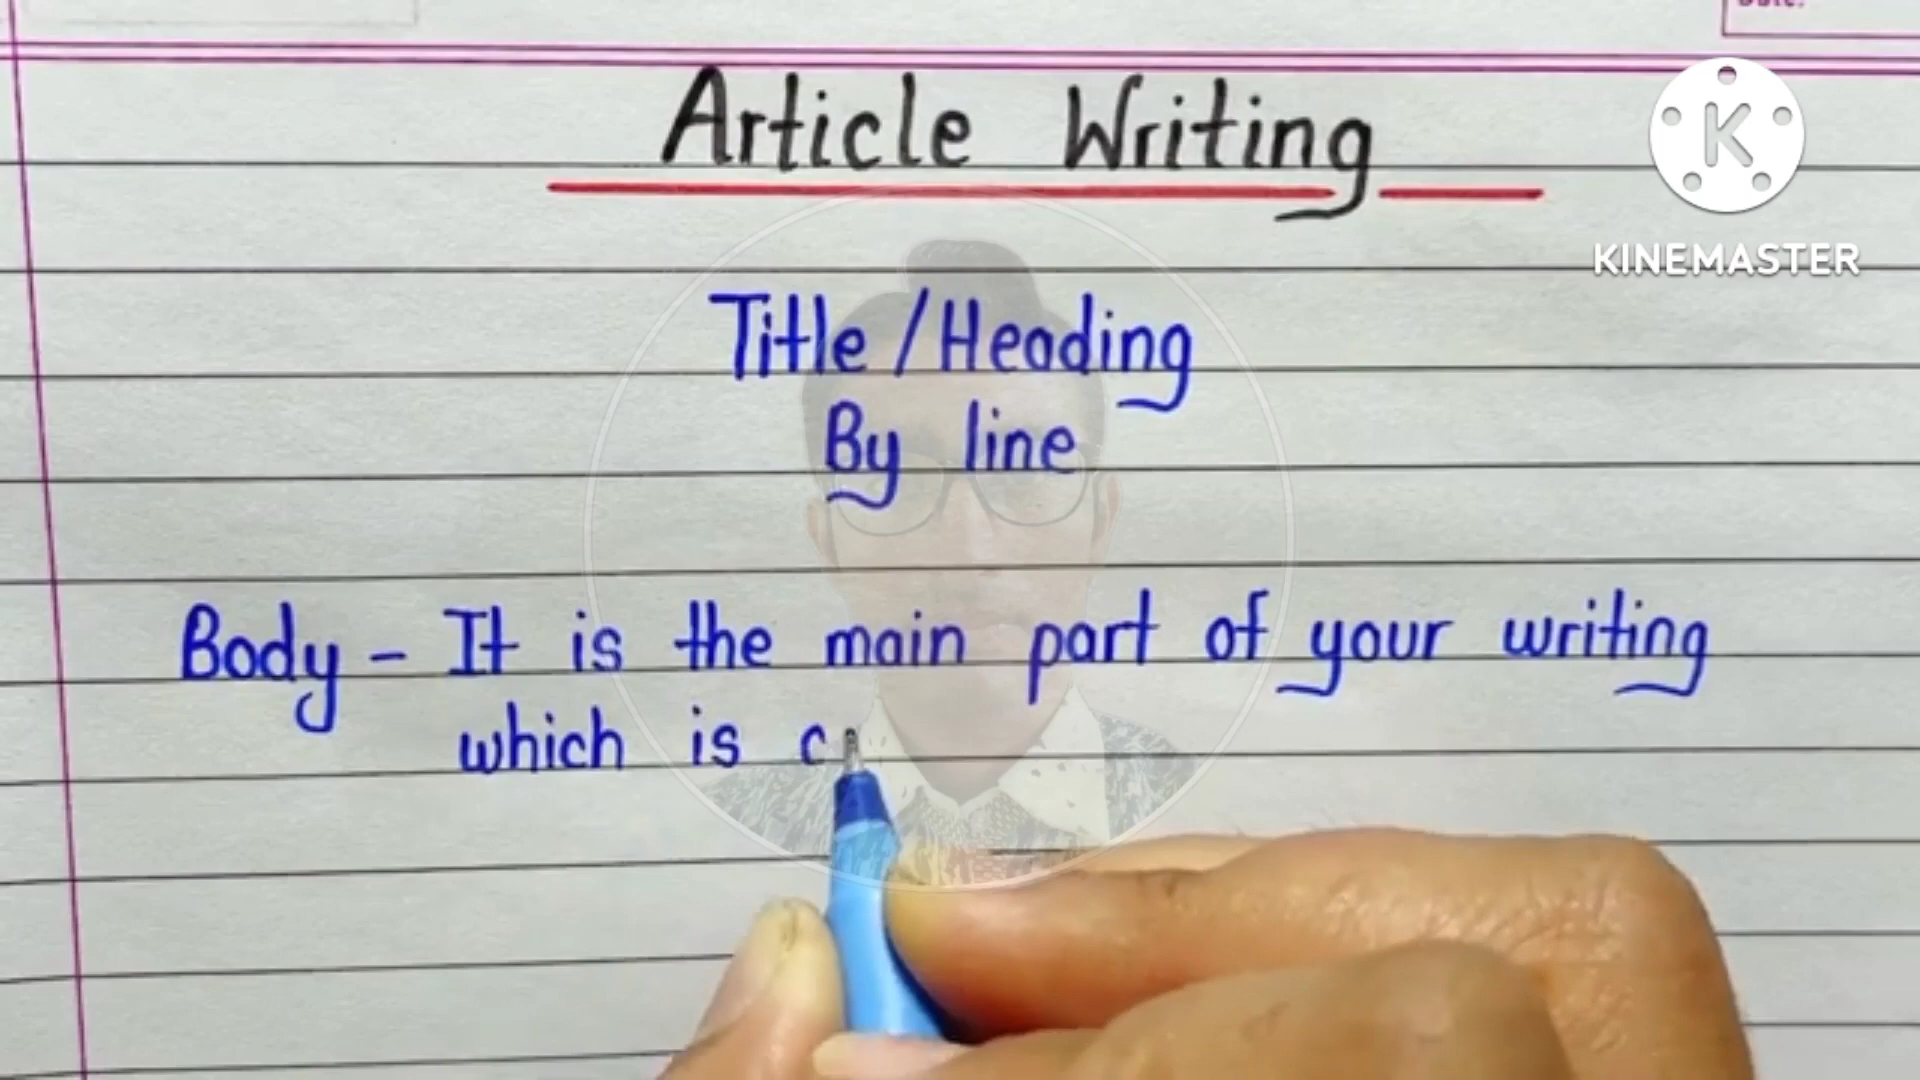 Article Writing
KINEMASTER
Title / Heading
By line
Body - It is the main part of your writing
which is